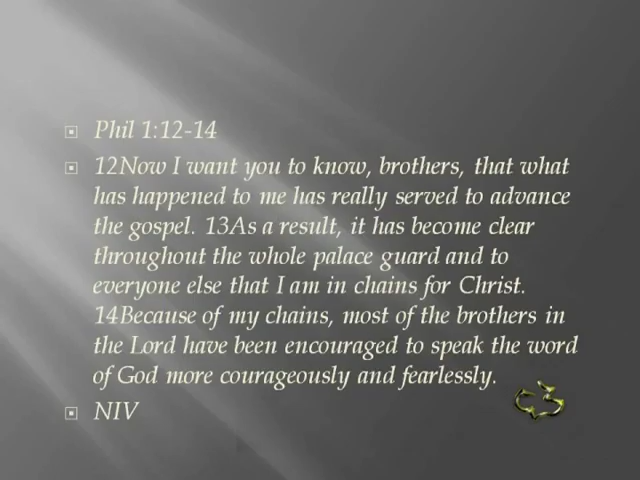 Phil 1:12-14
12Now I want you to know, brothers, that what
has happened to me has really served to advance
the gospel. 13As a result, it has become clear
throughout the whole palace guard and to
everyone else that I am in chains for Christ.
14Because of my chains, most of the brothers in
the Lord have been encouraged to speak the word
of God more courageously and fearlessly.
NIV